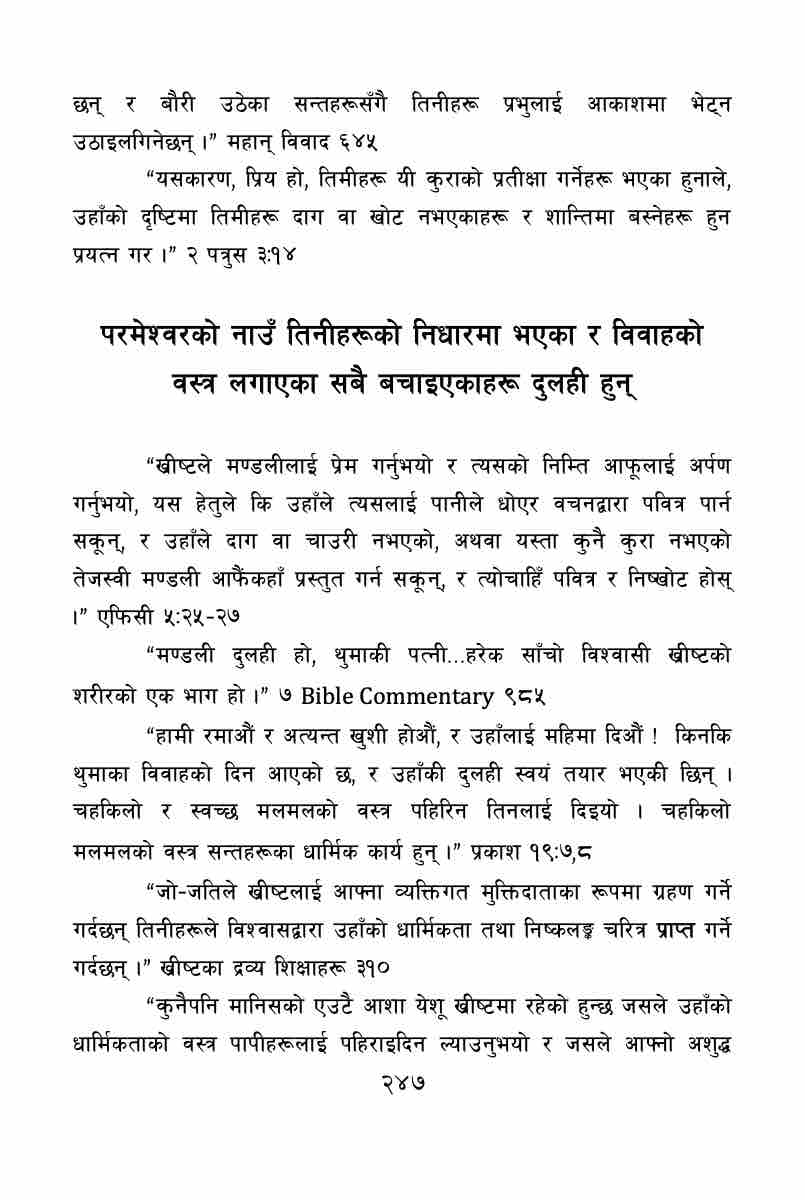 छन् र बौरी उठेका सन्तहरूसँगै तिनीहरू प्रभुलाई आकाशमा भेट्न
उठाइलगिनेछन् ।” महान् विवाद ६४५
“यसकारण, प्रिय हो, तिमीहरू यी कुराको प्रतीक्षा गर्नेहरू भएका हुनाले,
उहाँको दृष्टिमा तिमीहरू दाग वा खोट नभएकाहरू र शान्तिमा बस्नेहरू हुन
प्रयत्न गर ।” २ पत्रुस ३:१४
परमेश्वरको नाउँ तिनीहरूको निधारमा भएका र विवाहको
वस्त्र लगाएका सबै बचाइएकाहरू दुलही हुन्
“ख्रीष्टले मण्डलीलाई प्रेम गर्नुभयो र त्यसको निम्ति आफूलाई अर्पण
गर्नुभयो, यस हेतुले कि उहाँले त्यसलाई पानीले धोएर वचनद्वारा पवित्र पार्न
सकून्, र उहाँले दाग वा चाउरी नभएको, अथवा यस्ता कुनै कुरा नभएको
तेजस्वी मण्डली आफैंकहाँ प्रस्तुत गर्न सकून्, र त्योचाहिँ पवित्र र निष्खोट होस्
।” एफिसी ५:२५-२७
“मण्डली दुलही हो, थुमाकी पत्नी...हरेक साँचो विश्वासी ख्रीष्टको
शरीरको एक भाग हो ।” ७ Bible Commentary ९८५
“हामी रमाऔं र अत्यन्त खुशी होऔं, र उहाँलाई महिमा दिऔं ! किनकि
थुमाका विवाहको दिन आएको छ, र उहाँकी दुलही स्वयं तयार भएकी छिन् ।
चहकिलो र स्वच्छ मलमलको वस्त्र पहिरिन तिनलाई दिइयो । चहकिलो
मलमलको वस्त्र सन्तहरूका धार्मिक कार्य हुन् ।” प्रकाश १९:७,८
“जो-जतिले ख्रीष्टलाई आफ्ना व्यक्तिगत मुक्तिदाताका रूपमा ग्रहण गर्ने
गर्दछन् तिनीहरूले विश्वासद्वारा उहाँको धार्मिकता तथा निष्कलङ्क चरित्र प्राप्त गर्ने
गर्दछन् ।” ख्रीष्टका द्रव्य शिक्षाहरू ३१०
“कुनैपनि मानिसको एउटै आशा येशू ख्रीष्टमा रहेको हुन्छ जसले उहाँको
धार्मिकताको वस्त्र पापीहरूलाई पहिराइदिन ल्याउनुभयो र जसले आफ्नो अशुद्ध
२४७